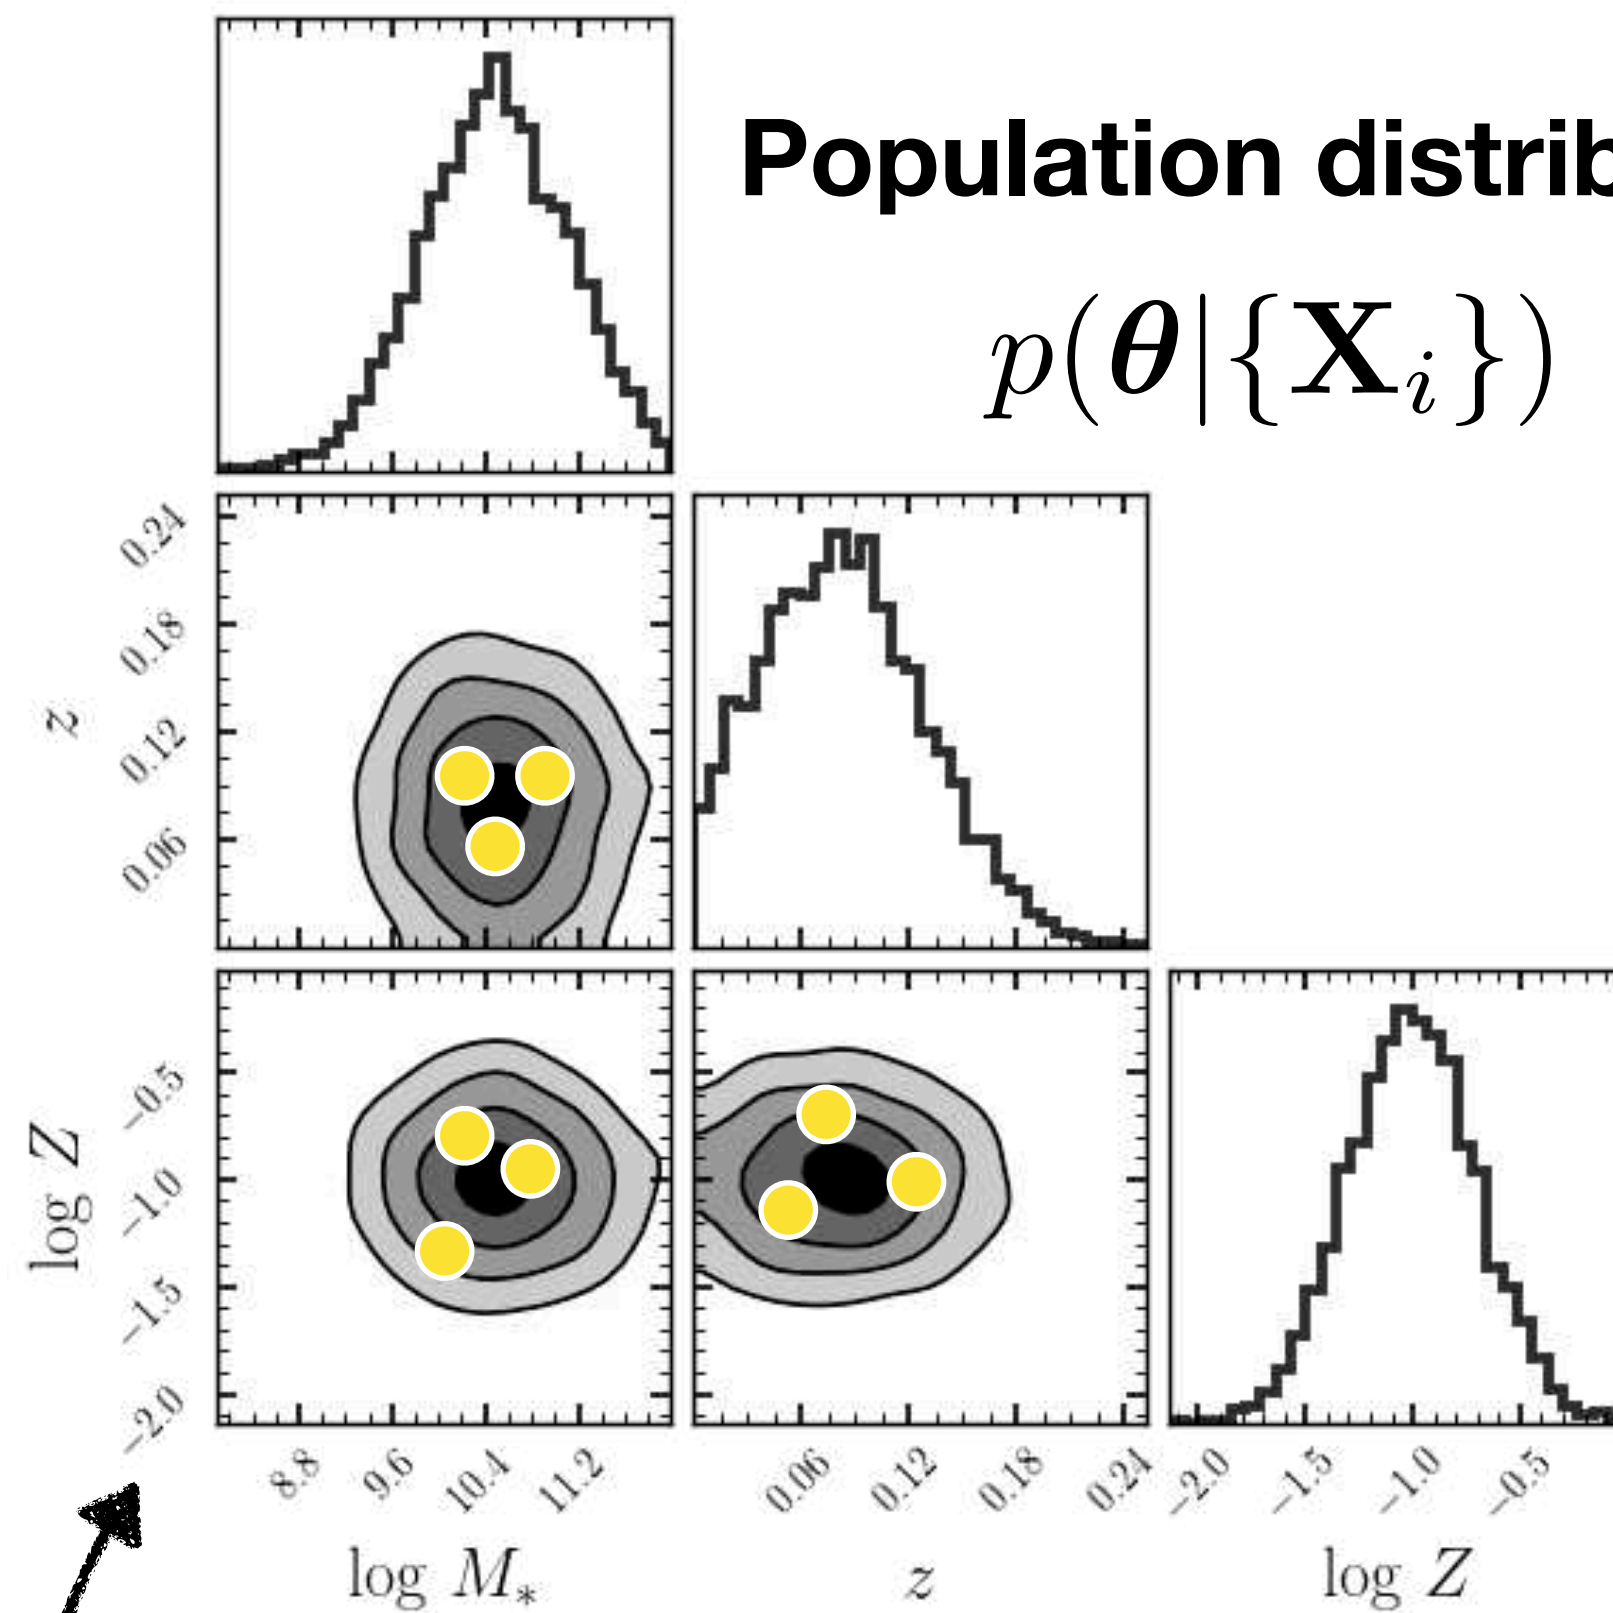 Population distrib
p(θ|{X_i})
0.24
0.18
0.12
0.06
z
-0.5
-1.0
-1.5
-2.0
log Z
8.8 9.6 10.4 11.2
0.06 0.12 0.18 0.24
-2.0 -1.5 -1.0 -0.5
log M_* z log Z